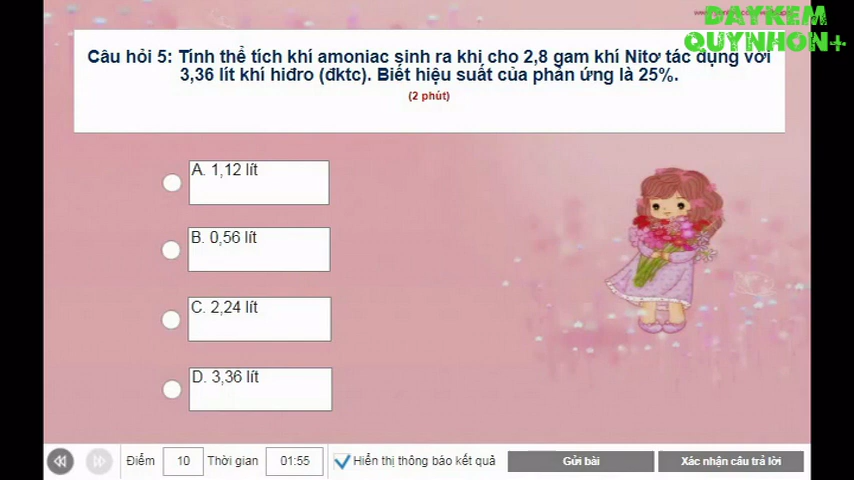 DAYKEM
QUYNHON+
Câu hỏi 5: Tính thể tích khí amoniac sinh ra khi cho 2,8 gam khí Nitơ tác dụng với
3,36 lít khí hiđro (đktc). Biết hiệu suất của phản ứng là 25%.
(2 phút)
A. 1,12 lít
B. 0,56 lít
C. 2,24 lít
D. 3,36 lít
Điểm 10 Thời gian 01:55 Hiển thị thông báo kết quả Gửi bài Xác nhận câu trả lời